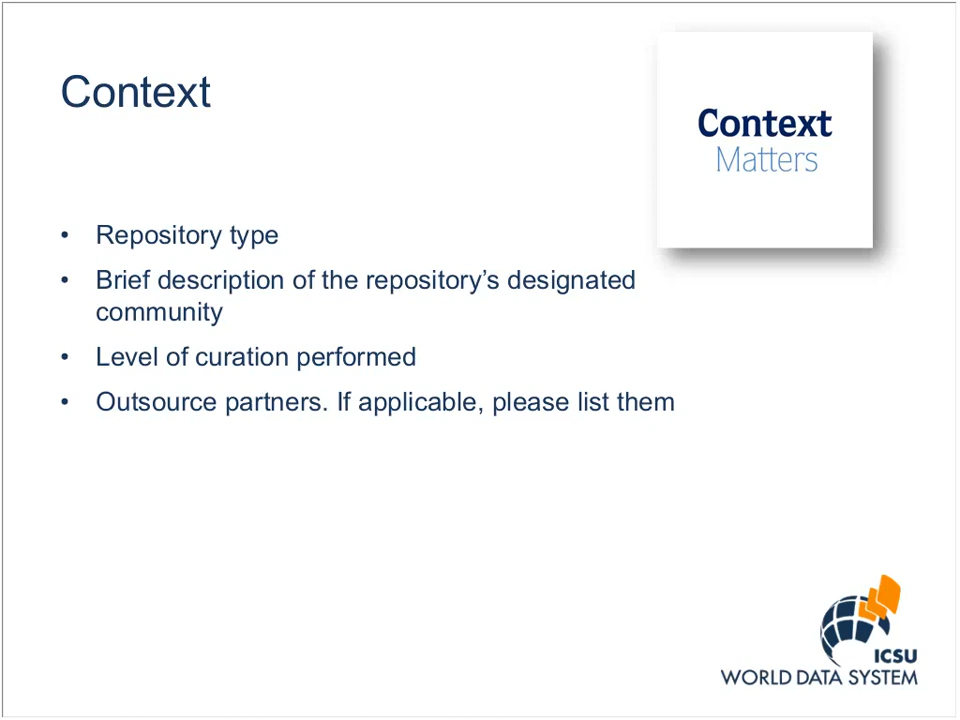 Context
Context
Matters
• Repository type
• Brief description of the repository’s designated
community
• Level of curation performed
• Outsource partners. If applicable, please list them
ICSU
WORLD DATA SYSTEM